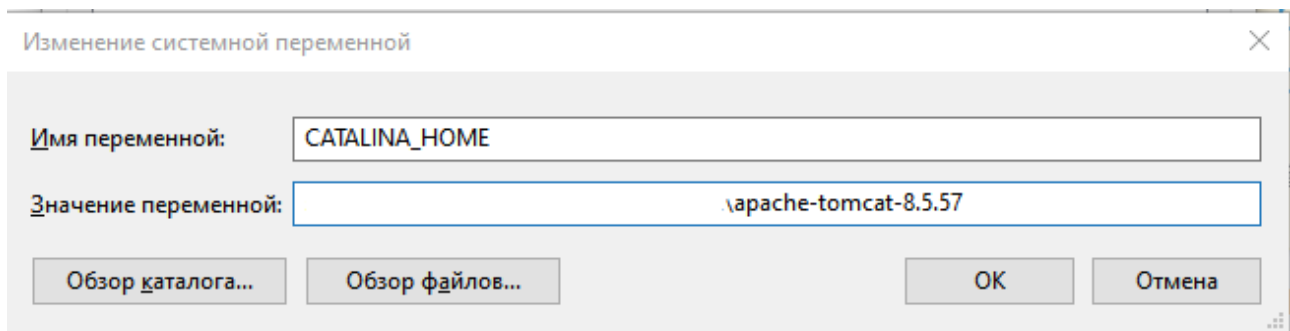 Изменение системной переменной
Имя переменной: CATALINA_HOME
Значение переменной: .\apache-tomcat-8.5.57
Обзор каталога... Обзор файлов... OK Отмена